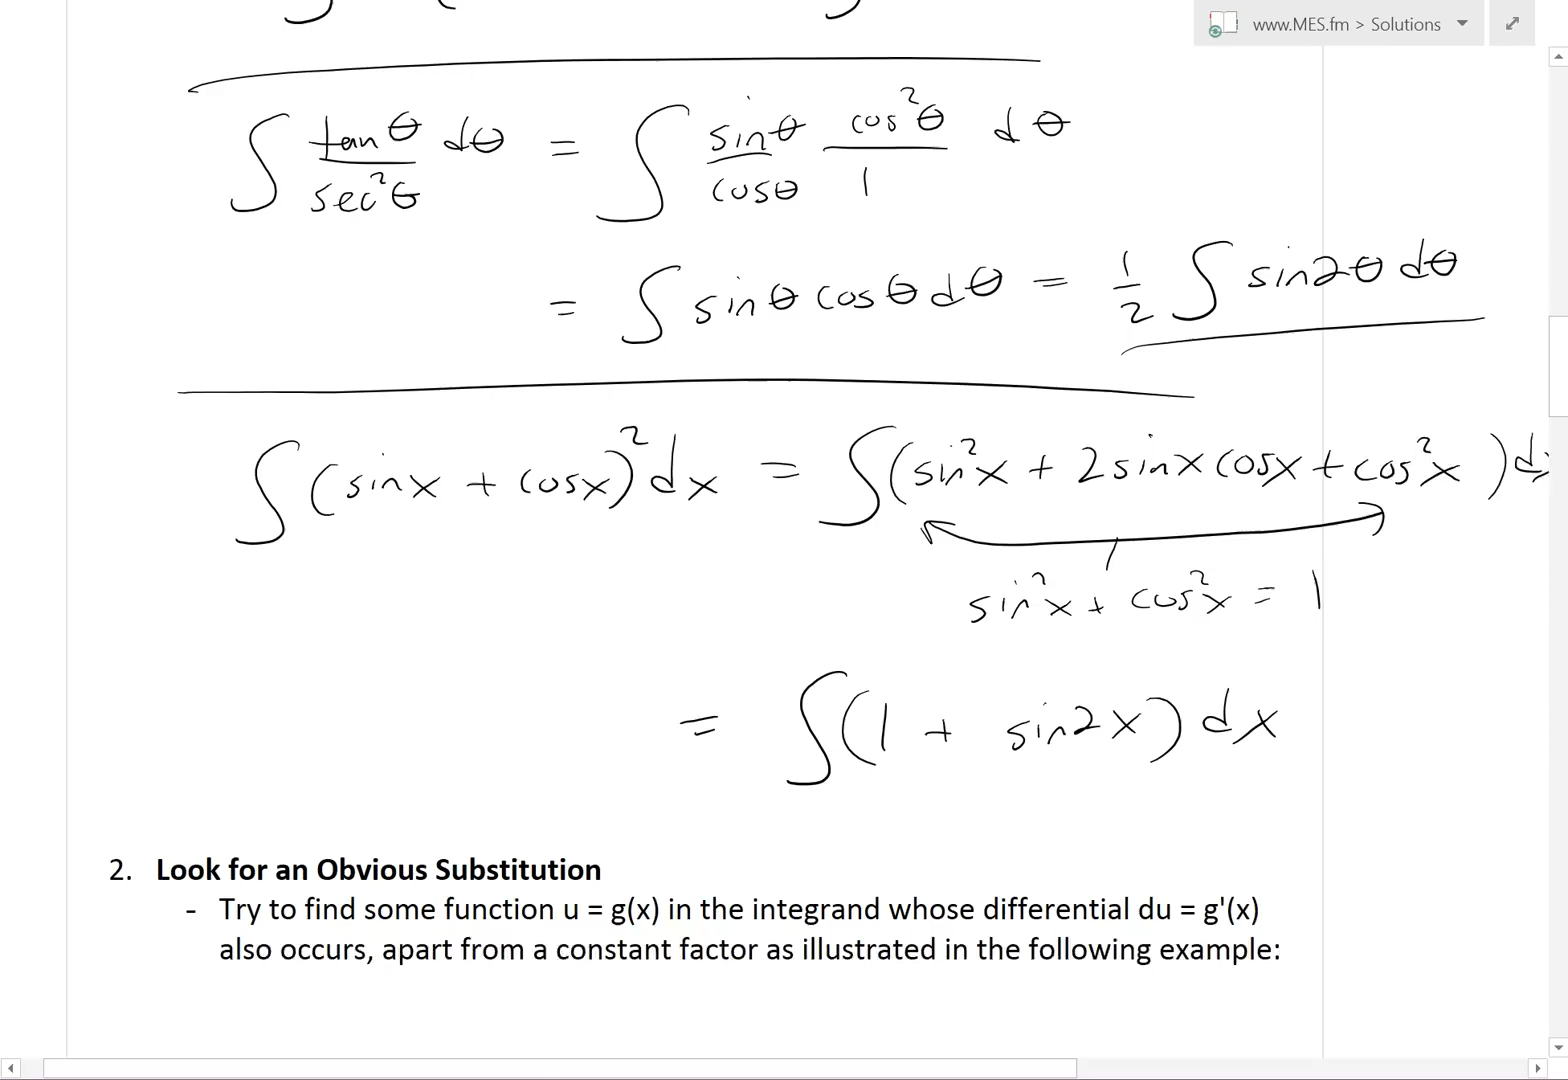 www.MES.fm > Solutions
∫ tanθ/sec²θ dθ = ∫ sinθ/cosθ cos²θ/1 dθ
= ∫ sinθ cosθ dθ = 1/2 ∫ sin2θ dθ
∫ (sinx + cosx)² dx = ∫ (sin²x + 2sinx cosx + cos²x) dx
sin²x + cos²x = 1
= ∫ (1 + sin2x) dx
2. Look for an Obvious Substitution
- Try to find some function u = g(x) in the integrand whose differential du = g'(x)
also occurs, apart from a constant factor as illustrated in the following example: